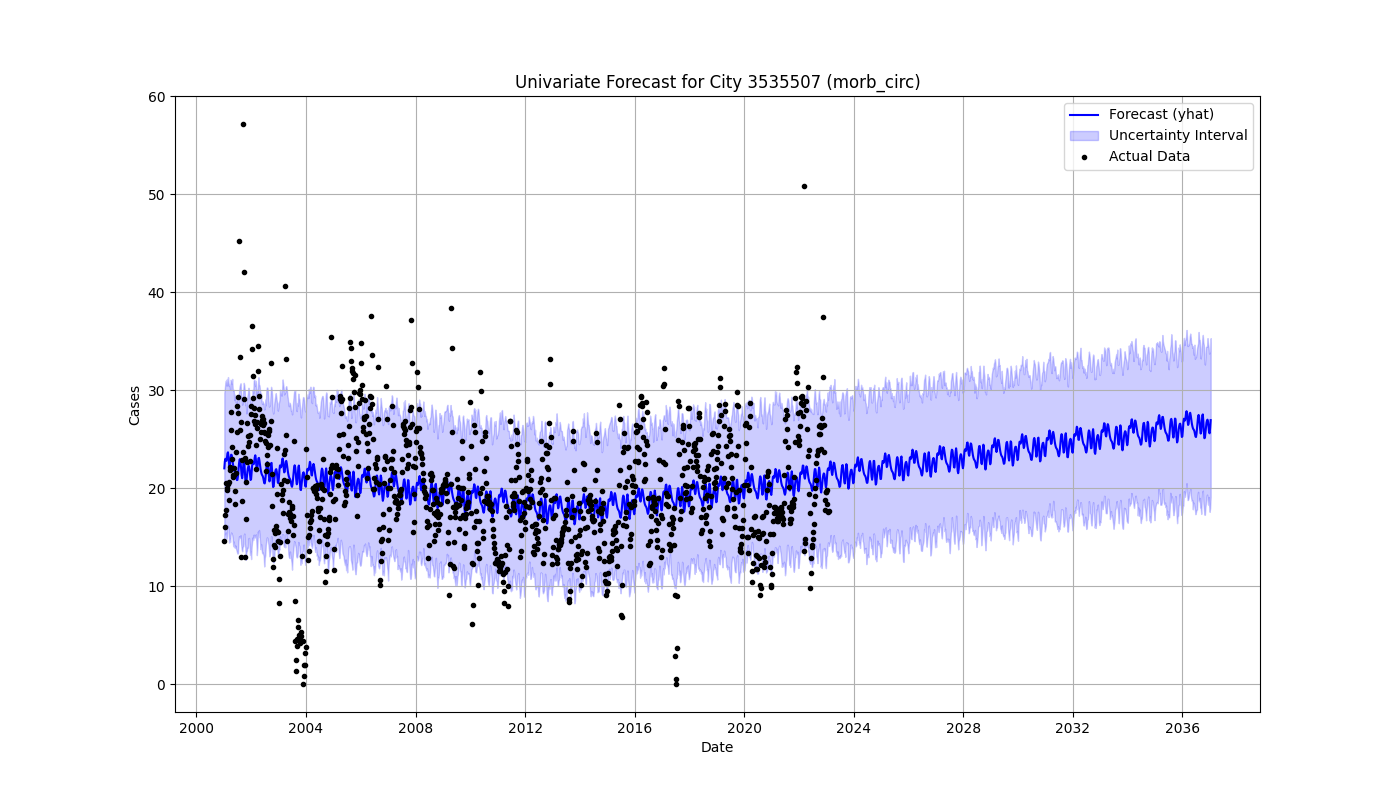 Univariate Forecast for City 3535507 (morb_circ)
Forecast (yhat)
Uncertainty Interval
Actual Data
60
50
40
30
20
10
0
Cases
2000 2004 2008 2012 2016 2020 2024 2028 2032 2036
Date